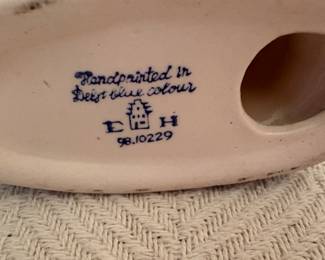 Handprinted in
Delft blue colour
E H
98.10229